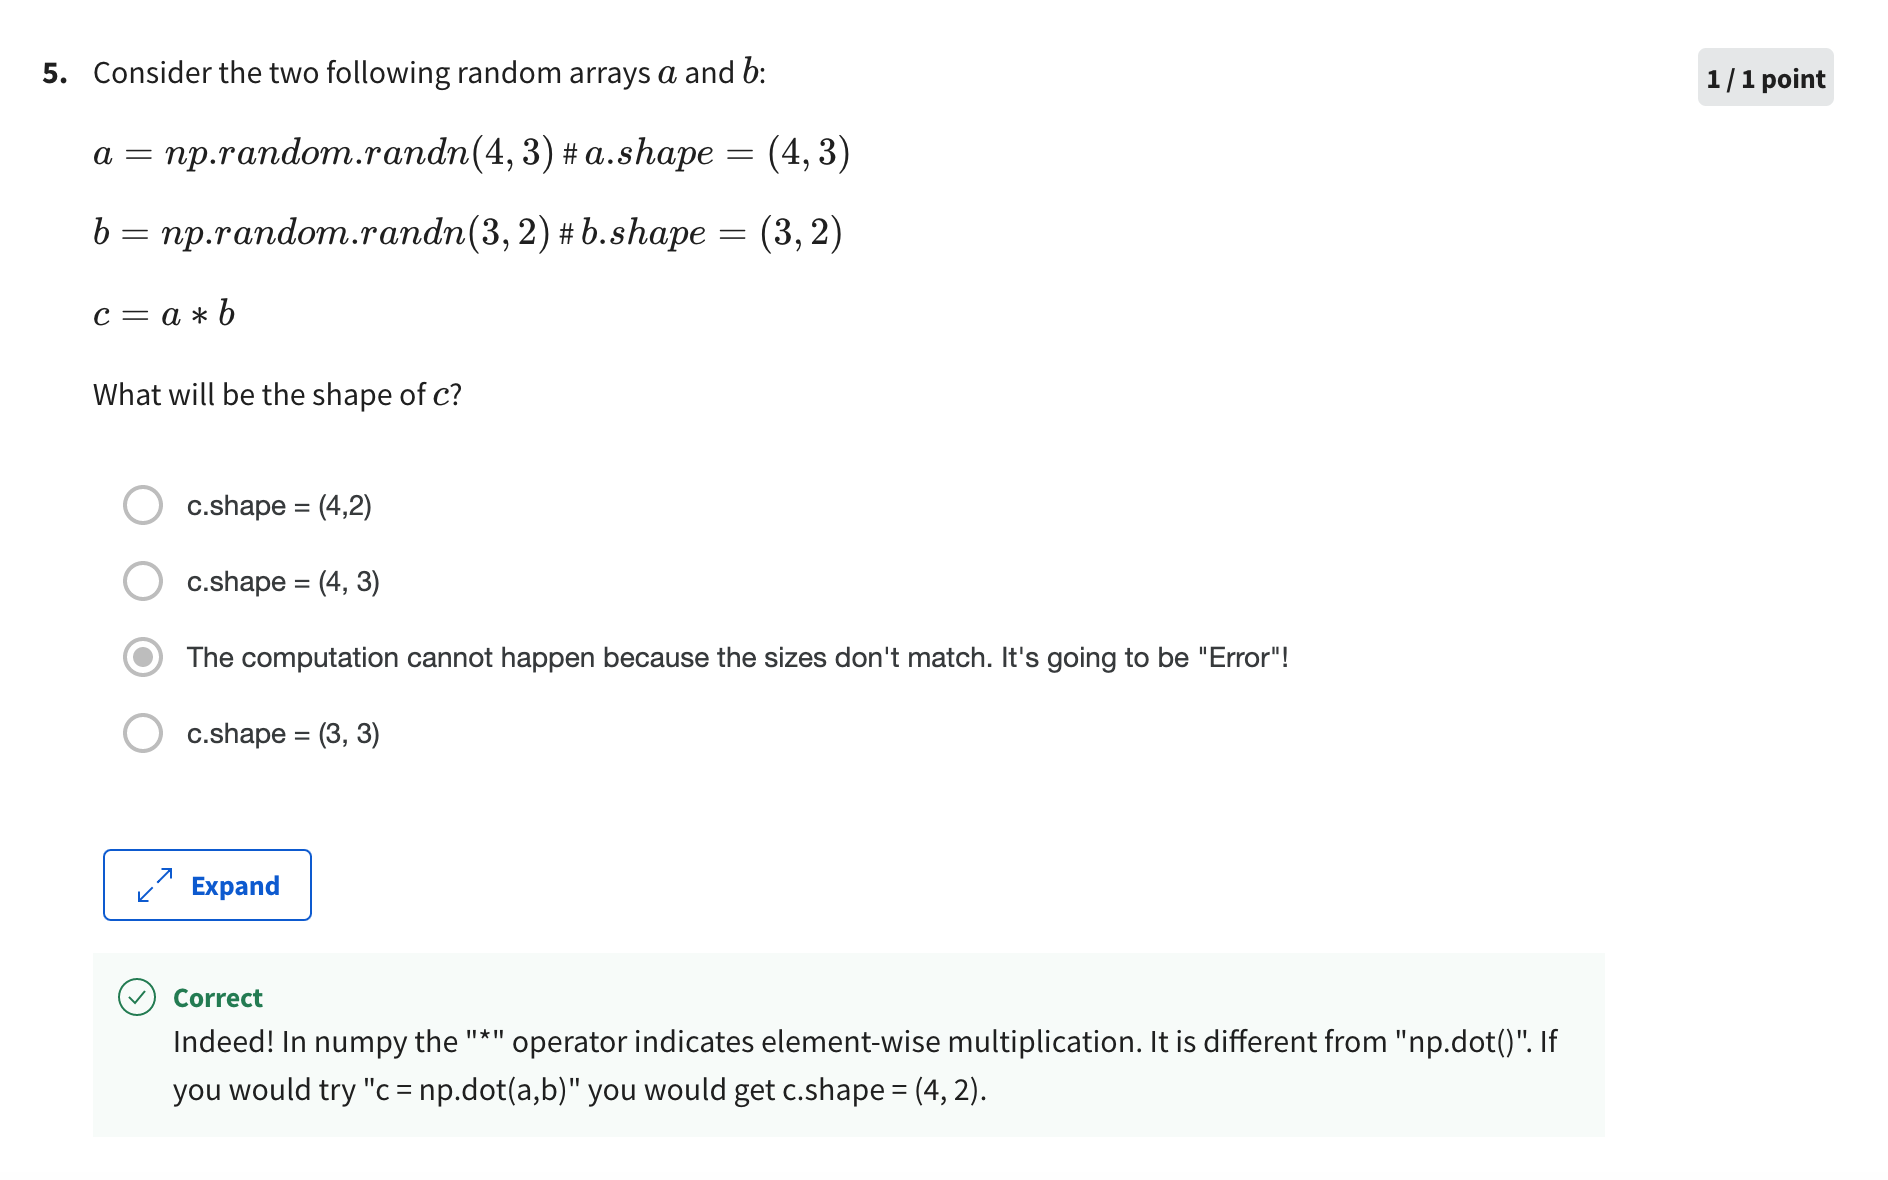 5. Consider the two following random arrays a and b:
1 / 1 point
a = np.random.randn(4, 3) # a.shape = (4, 3)
b = np.random.randn(3, 2) # b.shape = (3, 2)
c = a * b
What will be the shape of c?
c.shape = (4,2)
c.shape = (4, 3)
The computation cannot happen because the sizes don't match. It's going to be "Error"!
c.shape = (3, 3)
Expand
Correct
Indeed! In numpy the "*" operator indicates element-wise multiplication. It is different from "np.dot()". If
you would try "c = np.dot(a,b)" you would get c.shape = (4, 2).